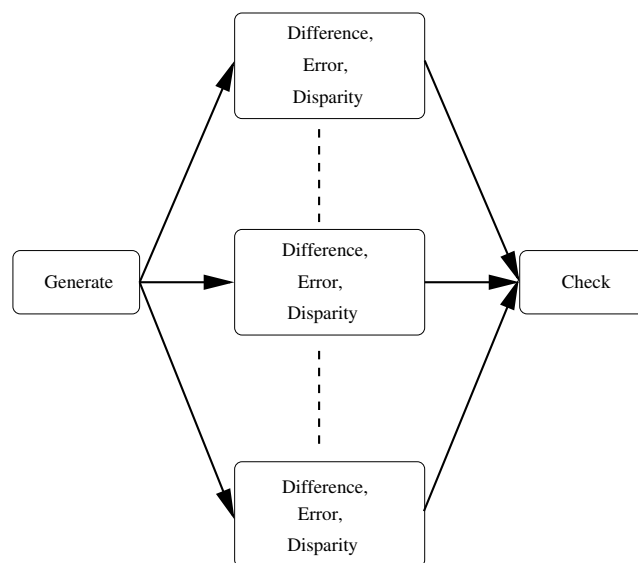 Difference,
Error,
Disparity
Generate
Difference,
Error,
Disparity
Check
Difference,
Error,
Disparity